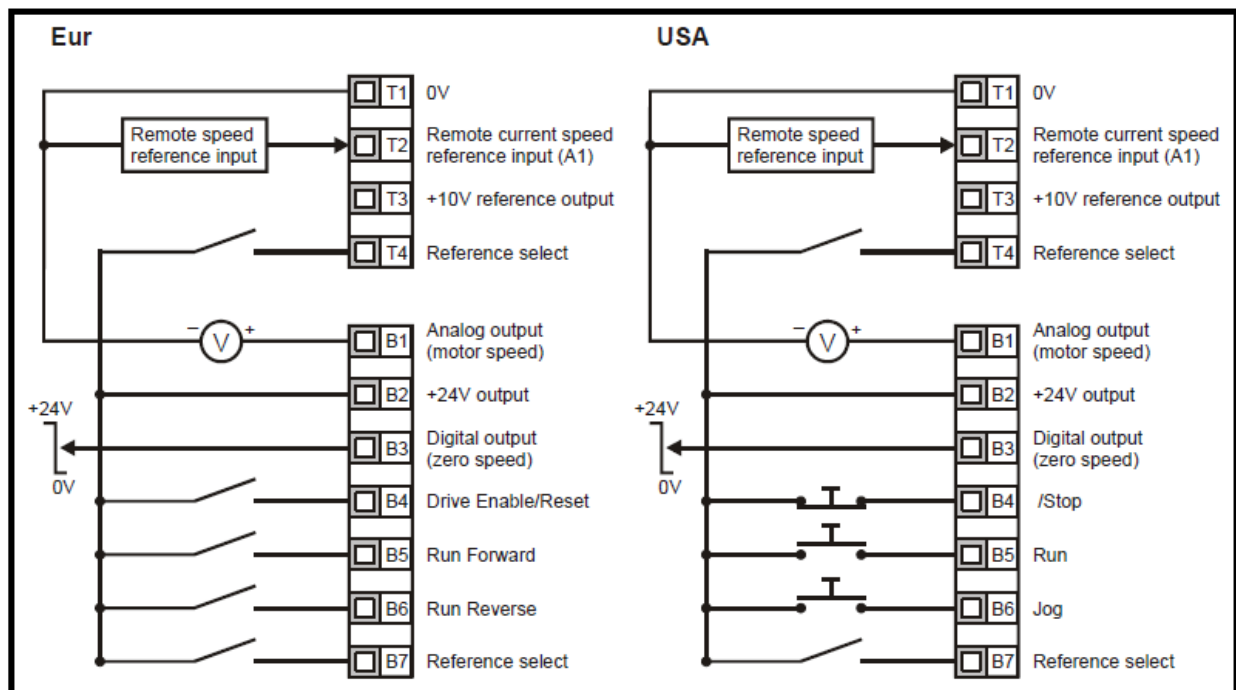 Eur
T1 0V
Remote speed
reference input
T2 Remote current speed
reference input (A1)
T3 +10V reference output
T4 Reference select
– V +
B1 Analog output
(motor speed)
B2 +24V output
+24V
0V
B3 Digital output
(zero speed)
B4 Drive Enable/Reset
B5 Run Forward
B6 Run Reverse
B7 Reference select
USA
T1 0V
Remote speed
reference input
T2 Remote current speed
reference input (A1)
T3 +10V reference output
T4 Reference select
– V +
B1 Analog output
(motor speed)
B2 +24V output
+24V
0V
B3 Digital output
(zero speed)
B4 /Stop
B5 Run
B6 Jog
B7 Reference select